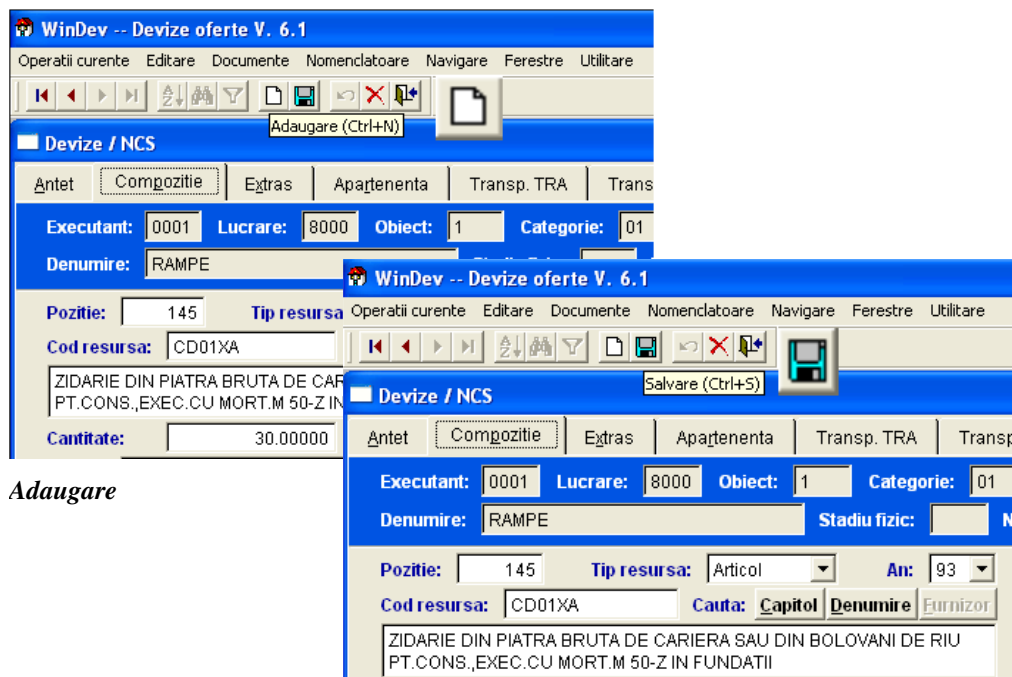 WinDev -- Devize oferte V. 6.1
Operatii curente Editare Documente Nomenclatoare Navigare Ferestre Utilitare
Adaugare (Ctrl+N)
Devize / NCS
Antet Compozitie Extras Apartenenta Transp. TRA Trans
Executant: 0001 Lucrare: 8000 Obiect: 1 Categorie: 01
Denumire: RAMPE
Pozitie: 145 Tip resursa
Cod resursa: CD01XA
ZIDARIE DIN PIATRA BRUTA DE CAR
PT.CONS.,EXEC.CU MORT.M 50-Z IN
Cantitate: 30.00000
Adaugare
WinDev -- Devize oferte V. 6.1
Operatii curente Editare Documente Nomenclatoare Navigare Ferestre Utilitare
Salvare (Ctrl+S)
Devize / NCS
Antet Compozitie Extras Apartenenta Transp. TRA Transp
Executant: 0001 Lucrare: 8000 Obiect: 1 Categorie: 01
Denumire: RAMPE Stadiu fizic: N
Pozitie: 145 Tip resursa: Articol An: 93
Cod resursa: CD01XA Cauta: Capitol Denumire Furnizor
ZIDARIE DIN PIATRA BRUTA DE CARIERA SAU DIN BOLOVANI DE RIU
PT.CONS.,EXEC.CU MORT.M 50-Z IN FUNDATII